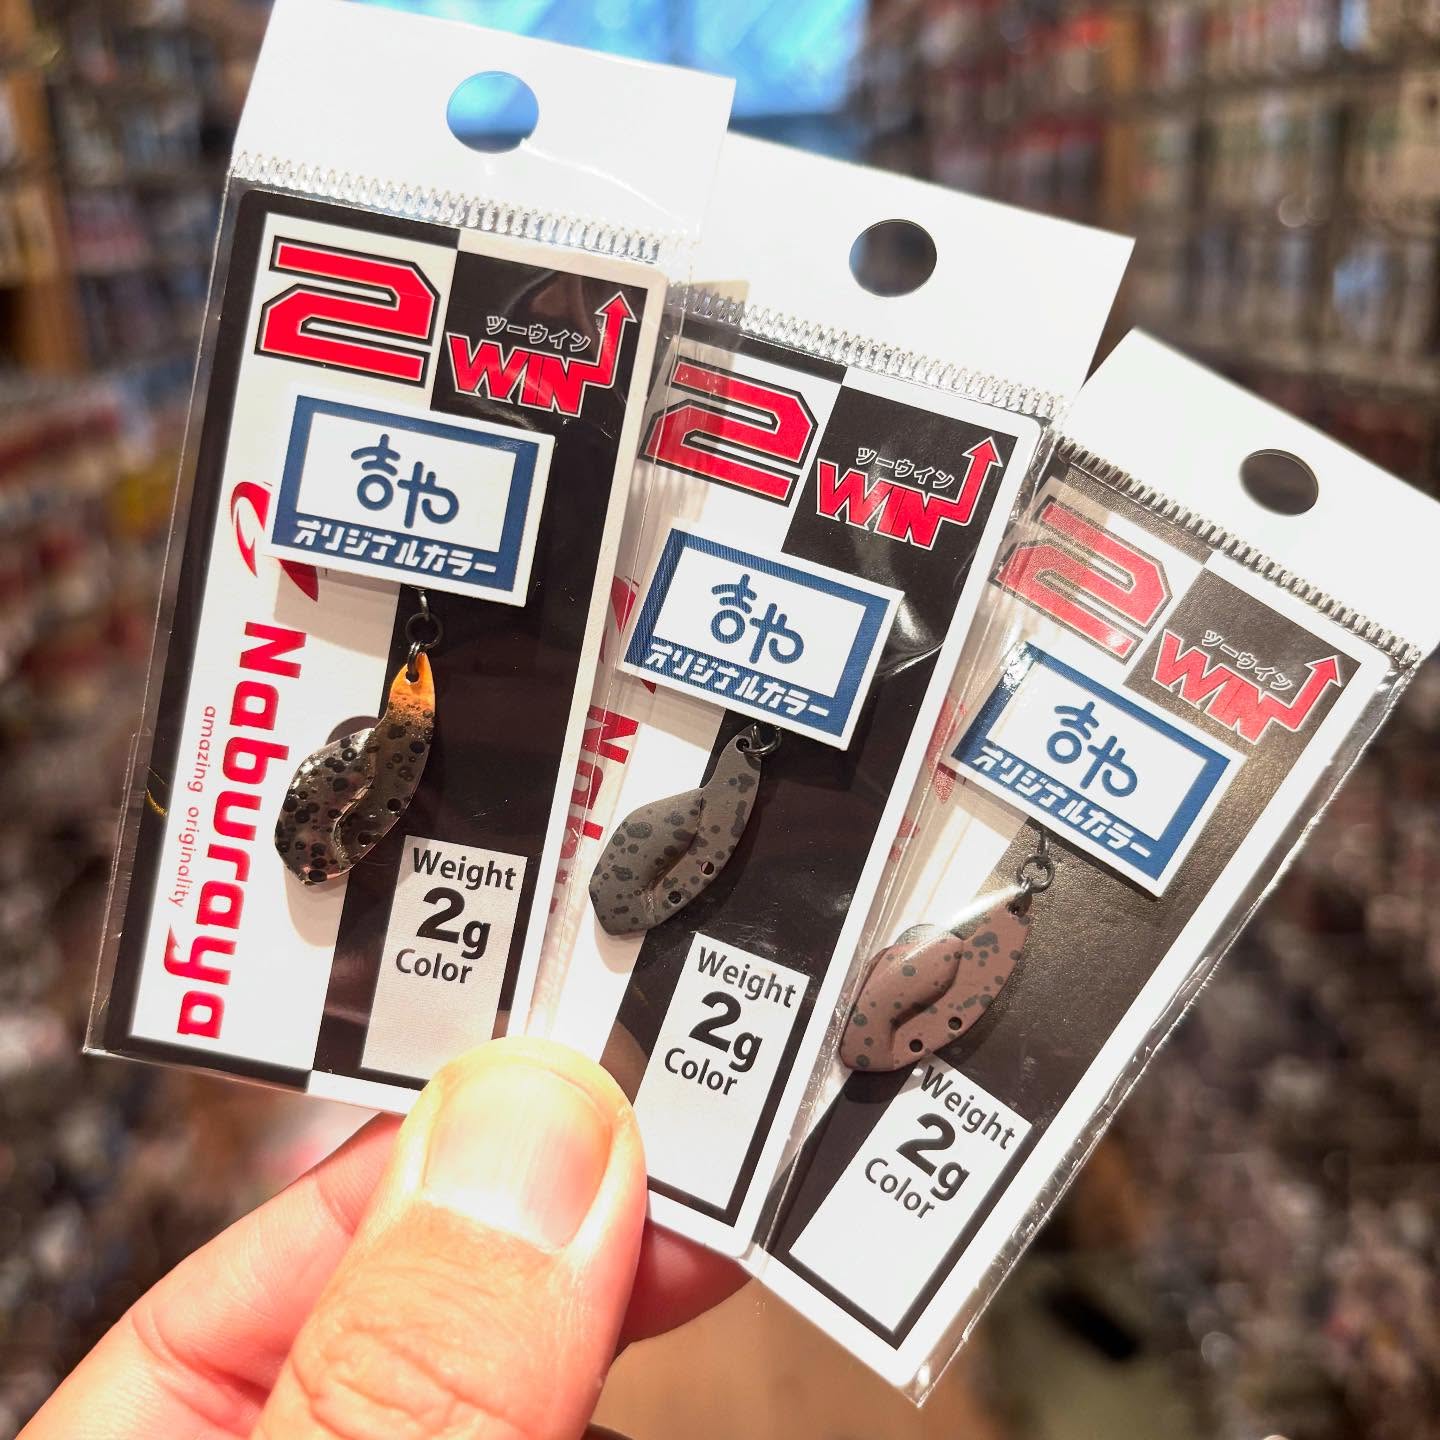 2
ツーウイン
WIN
吉や
オリジナルカラー
Naburaya
amazing originality
Weight
2g
Color
2
ツーウイン
WIN
吉や
オリジナルカラー
Weight
2g
Color
2
ツーウイン
WIN
吉や
オリジナルカラー
Weight
2g
Color